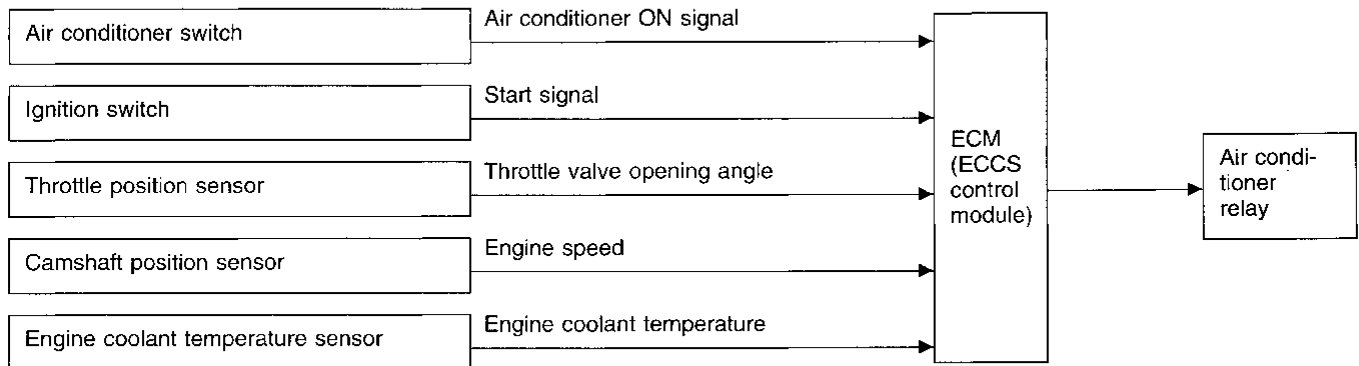 Air conditioner switch
Air conditioner ON signal
Ignition switch
Start signal
Throttle position sensor
Throttle valve opening angle
Camshaft position sensor
Engine speed
Engine coolant temperature sensor
Engine coolant temperature
ECM
(ECCS
control
module)
Air condi-
tioner
relay